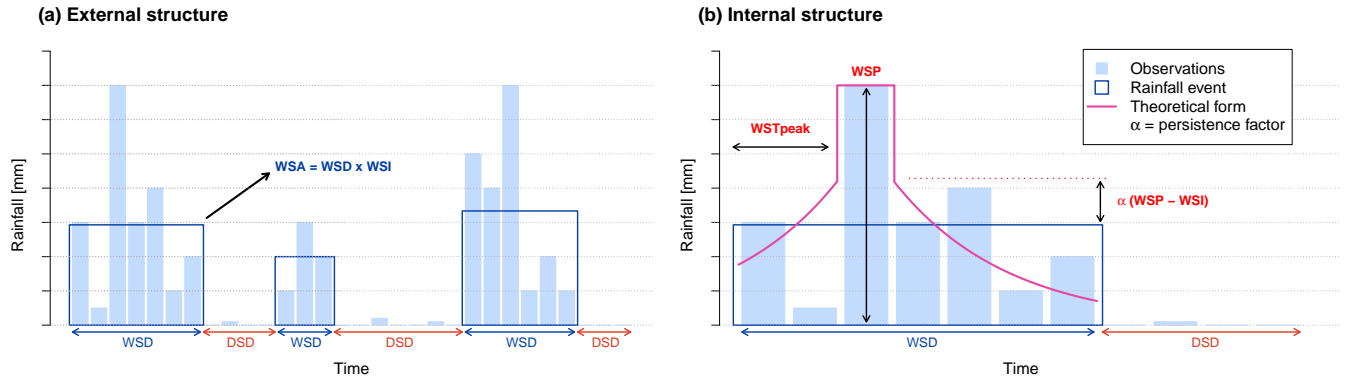 (a) External structure
Rainfall [mm]
WSA = WSD x WSI
WSD
DSD
WSD
DSD
WSD
DSD
Time
(b) Internal structure
WSP
Observations
Rainfall event
Theoretical form
α = persistence factor
WSTpeak
α (WSP − WSI)
Rainfall [mm]
WSD
DSD
Time